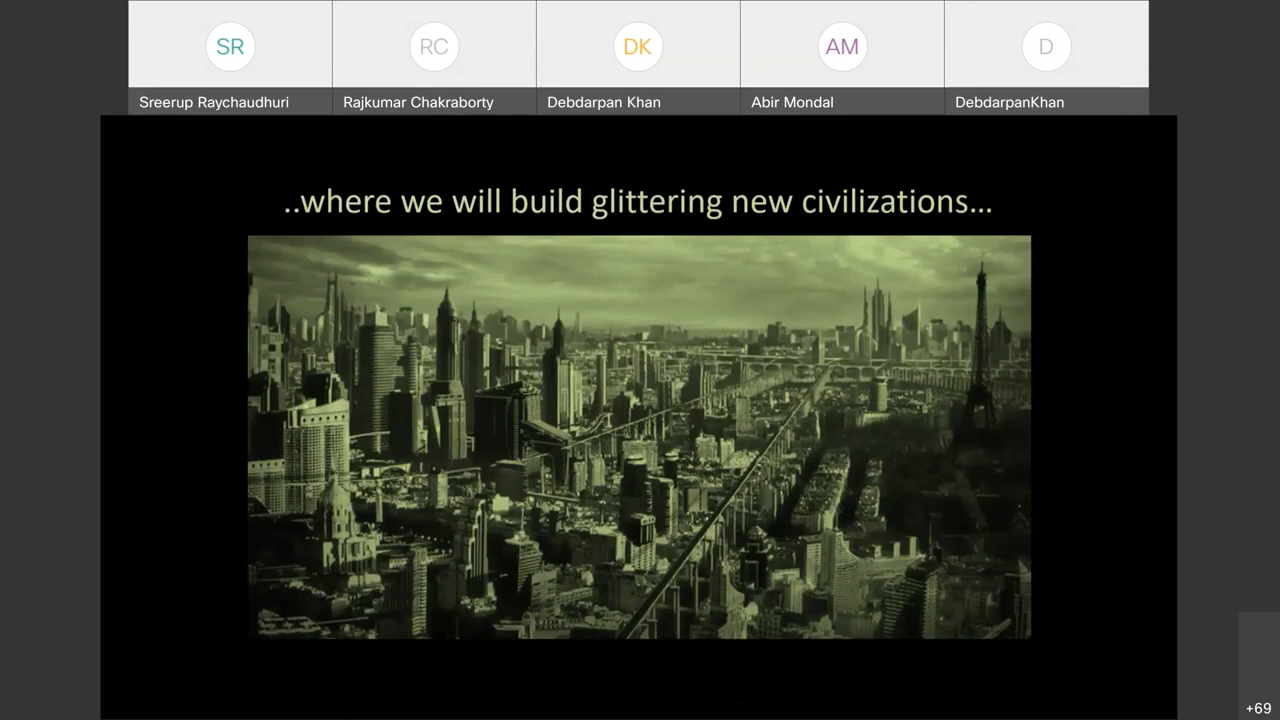 SR
RC
DK
AM
D
Sreerup Raychaudhuri
Rajkumar Chakraborty
Debdarpan Khan
Abir Mondal
DebdarpanKhan
..where we will build glittering new civilizations...
+69